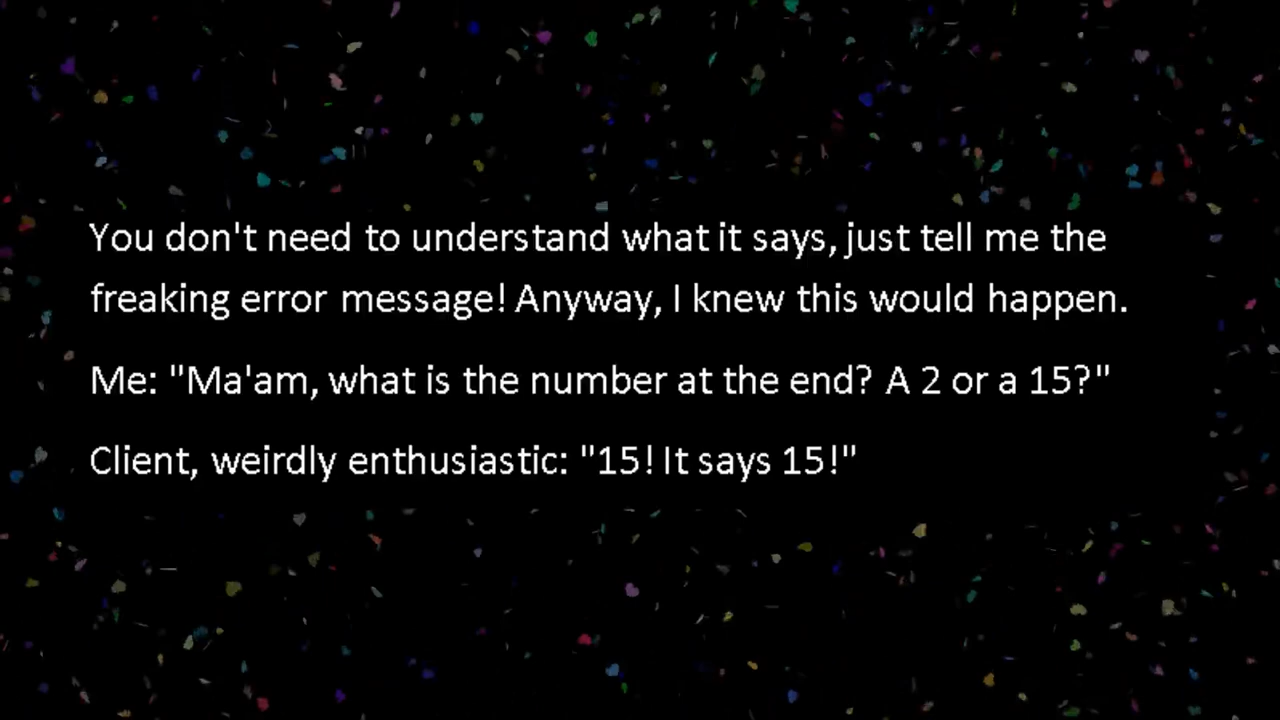 You don't need to understand what it says, just tell me the
freaking error message! Anyway, I knew this would happen.
Me: "Ma'am, what is the number at the end? A 2 or a 15?"
Client, weirdly enthusiastic: "15! It says 15!"